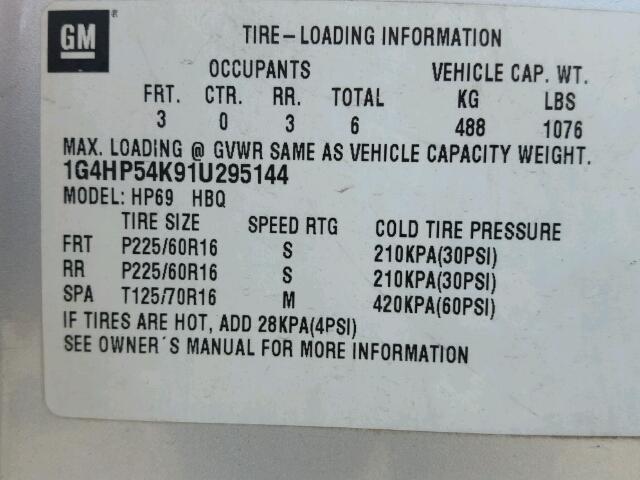 GM ®
TIRE-LOADING INFORMATION
OCCUPANTS VEHICLE CAP. WT.
FRT. CTR. RR. TOTAL KG LBS
3 0 3 6 488 1076
MAX. LOADING @ GVWR SAME AS VEHICLE CAPACITY WEIGHT.
1G4HP54K91U295144
MODEL: HP69 HBQ
TIRE SIZE SPEED RTG COLD TIRE PRESSURE
FRT P225/60R16 S 210KPA(30PSI)
RR P225/60R16 S 210KPA(30PSI)
SPA T125/70R16 M 420KPA(60PSI)
IF TIRES ARE HOT, ADD 28KPA(4PSI)
SEE OWNER´S MANUAL FOR MORE INFORMATION